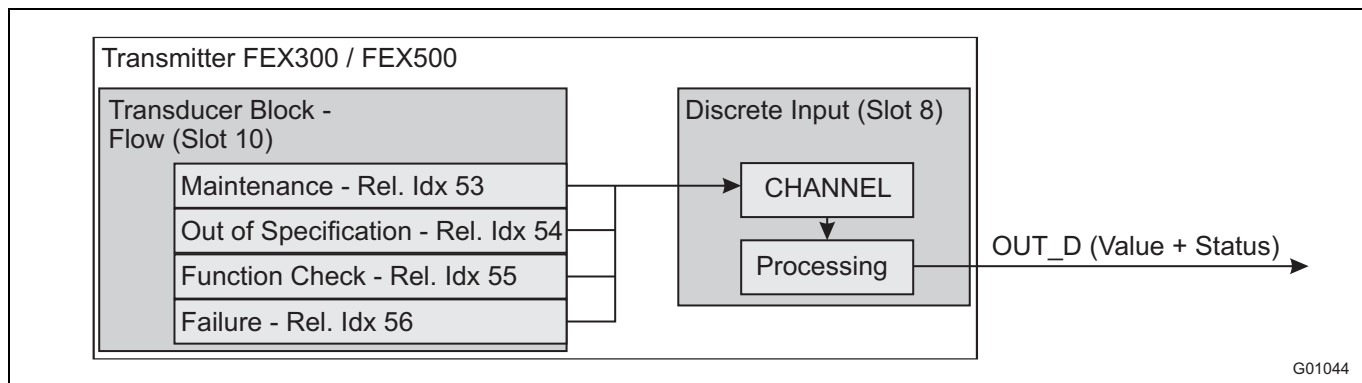 Transmitter FEX300 / FEX500
Transducer Block -
Flow (Slot 10)
Maintenance - Rel. Idx 53
Out of Specification - Rel. Idx 54
Function Check - Rel. Idx 55
Failure - Rel. Idx 56
Discrete Input (Slot 8)
CHANNEL
Processing
OUT_D (Value + Status)
G01044